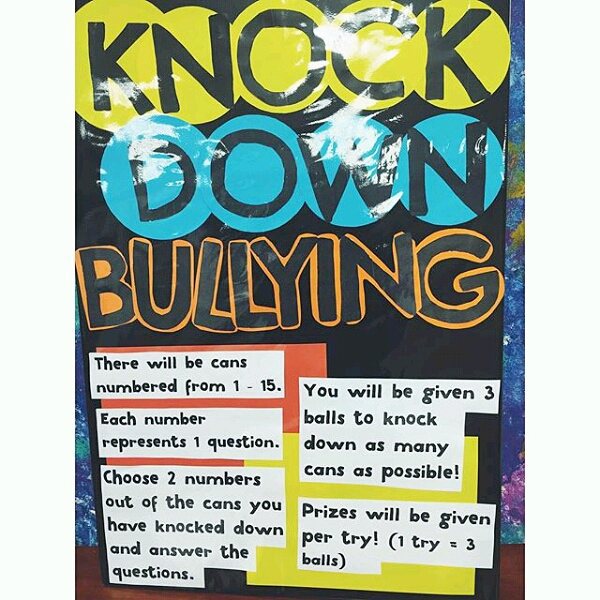 KNOCK
DOWN
BULLYING
There will be cans
numbered from 1 - 15.
Each number
represents 1 question.
Choose 2 numbers
out of the cans you
have knocked down
and answer the
questions.
You will be given 3
balls to knock
down as many
cans as possible!
Prizes will be given
per try! (1 try = 3
balls)